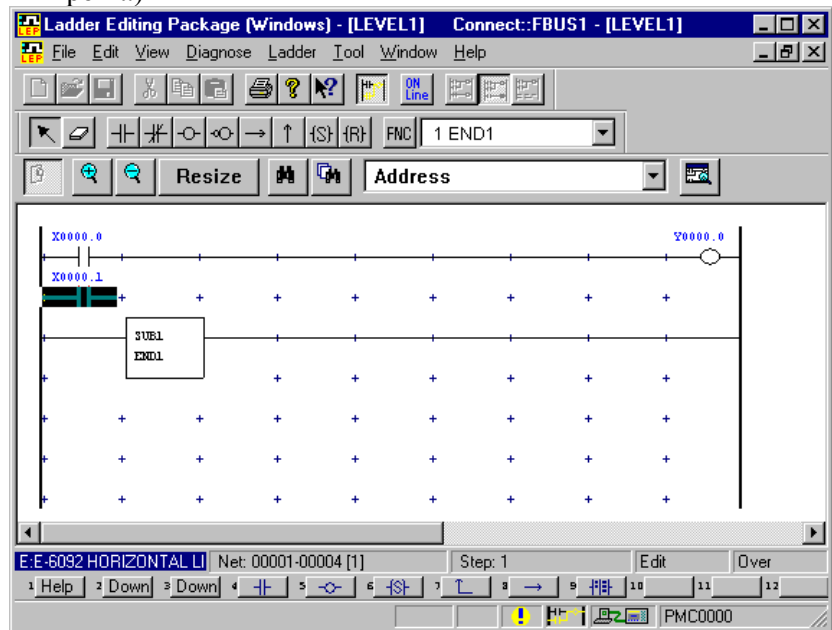 Ladder Editing Package (Windows) - [LEVEL1] Connect::FBUS1 - [LEVEL1]
File Edit View Diagnose Ladder Tool Window Help
ON Line
{S} {R} FNC 1 END1
Resize Address
X0000.0 Y0000.0
X0000.1
SUB1
END1
E:E-6092 HORIZONTAL LI Net: 00001-00004 [1] Step: 1 Edit Over
1 Help 2 Down 3 Down 4 5 6 {S} 7 8 9 10 11 12
PMC0000